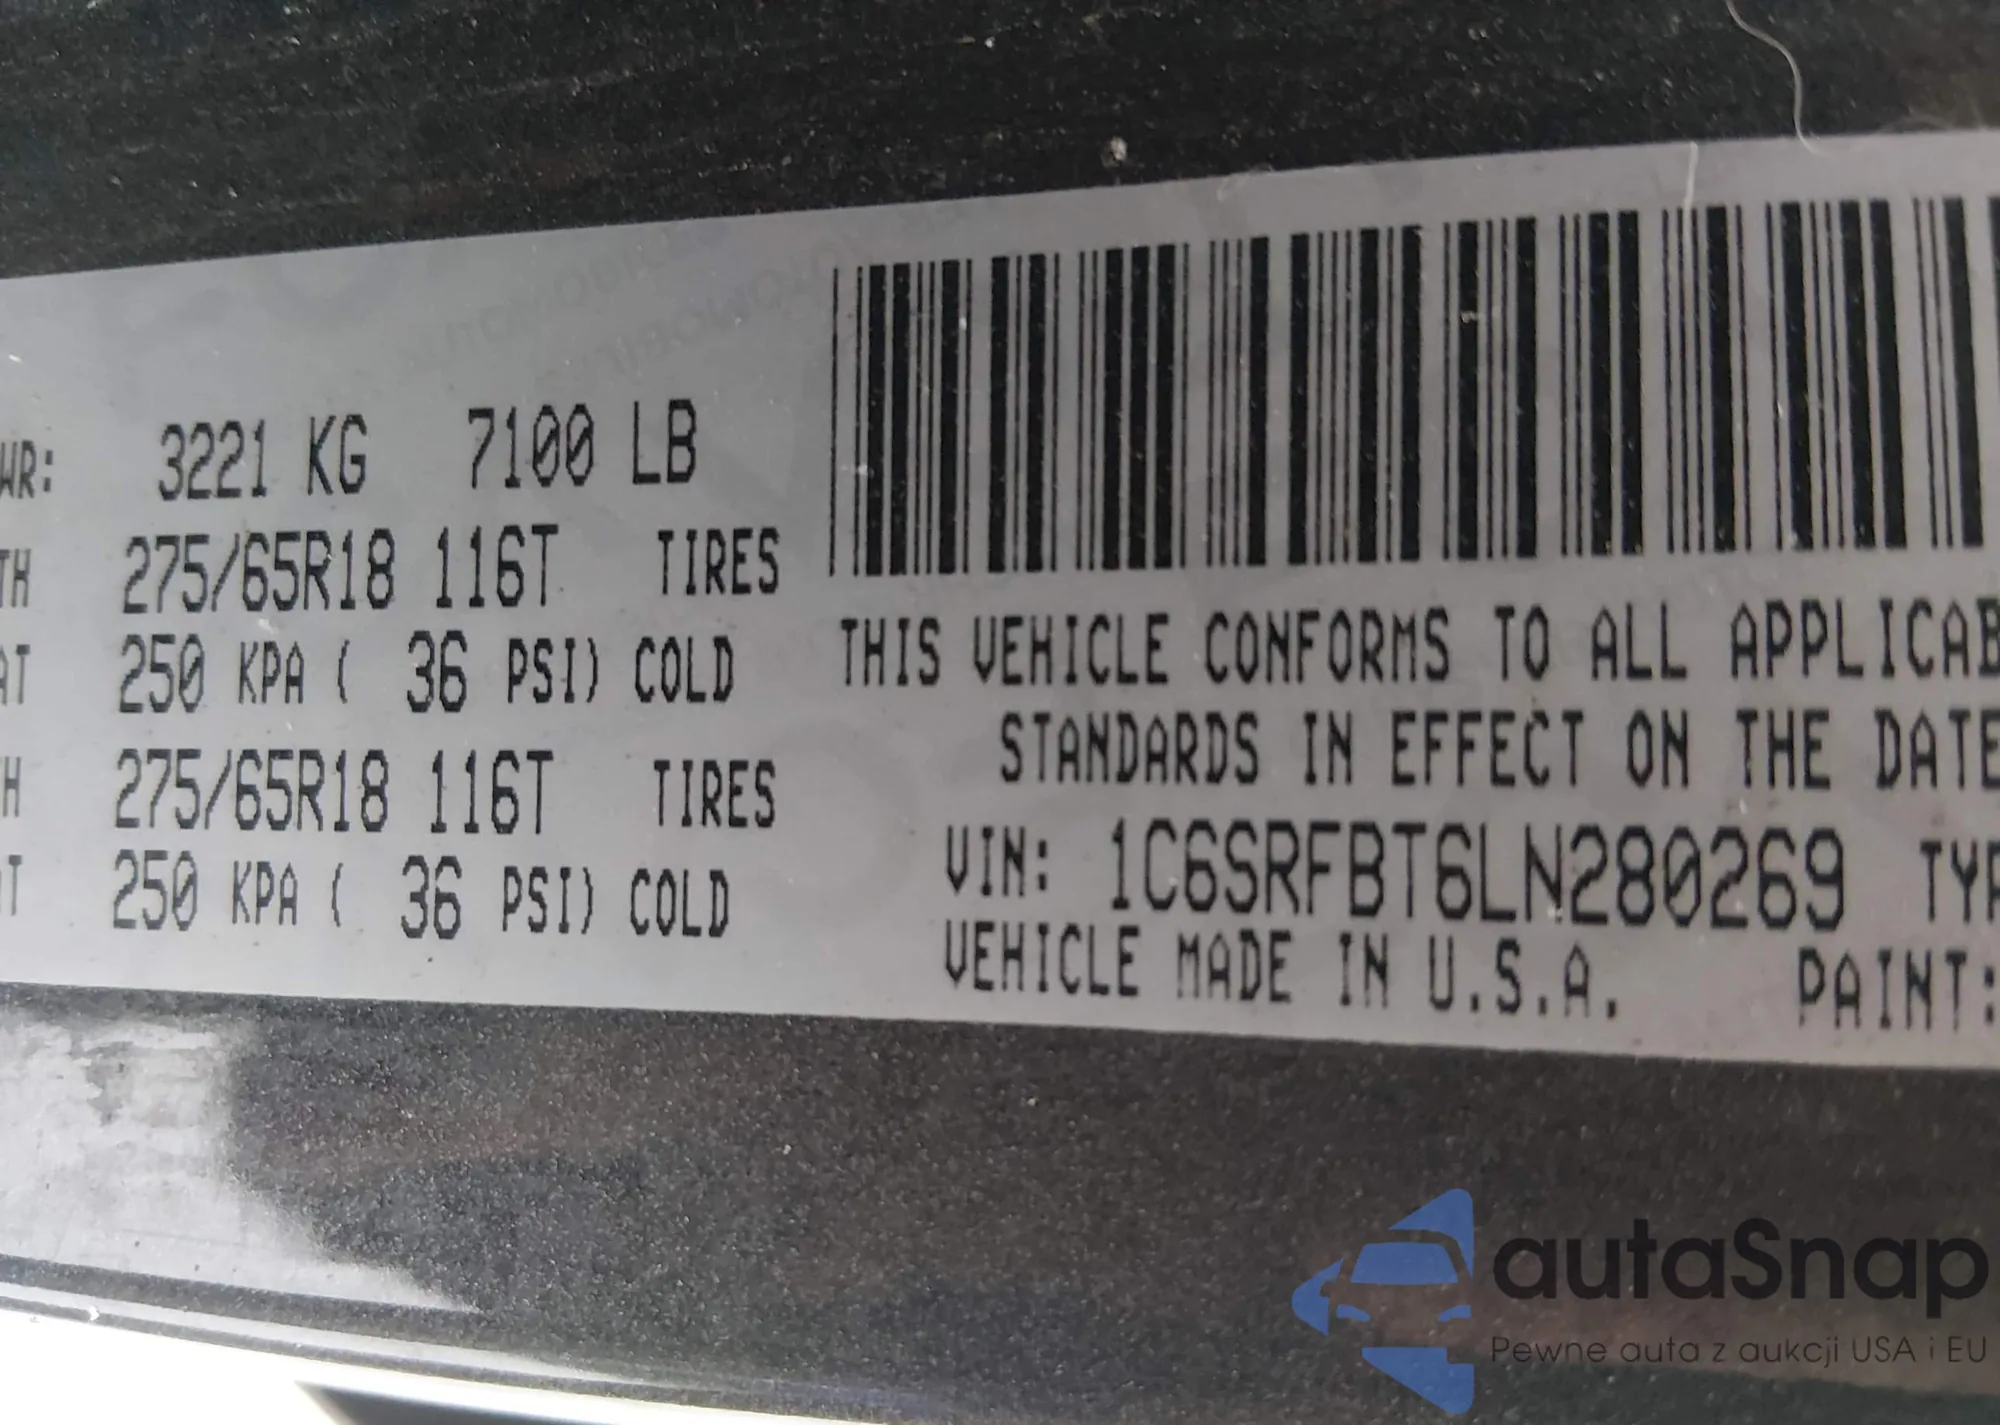 WR: 3221 KG 7100 LB
TH 275/65R18 116T TIRES
AT 250 KPA ( 36 PSI) COLD
H 275/65R18 116T TIRES
AT 250 KPA ( 36 PSI) COLD
THIS VEHICLE CONFORMS TO ALL APPLICAB
STANDARDS IN EFFECT ON THE DATE
VIN: 1C6SRFBT6LN280269 TYP
VEHICLE MADE IN U.S.A. PAINT:
autaSnap
Pewne auta z aukcji USA i EU